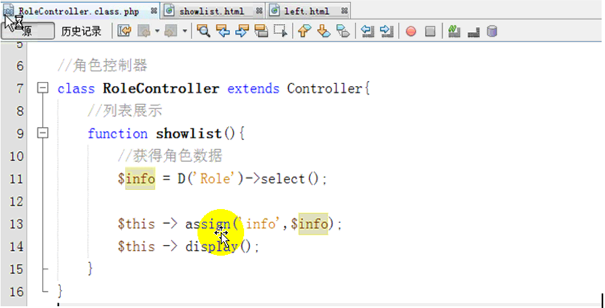 RoleController.class.php showlist.html left.html
源 历史记录
5
6 //角色控制器
7 class RoleController extends Controller{
8 //列表展示
9 function showlist(){
10 //获得角色数据
11 $info = D('Role')->select();
12
13 $this -> assign('info',$info);
14 $this -> display();
15 }
16 }